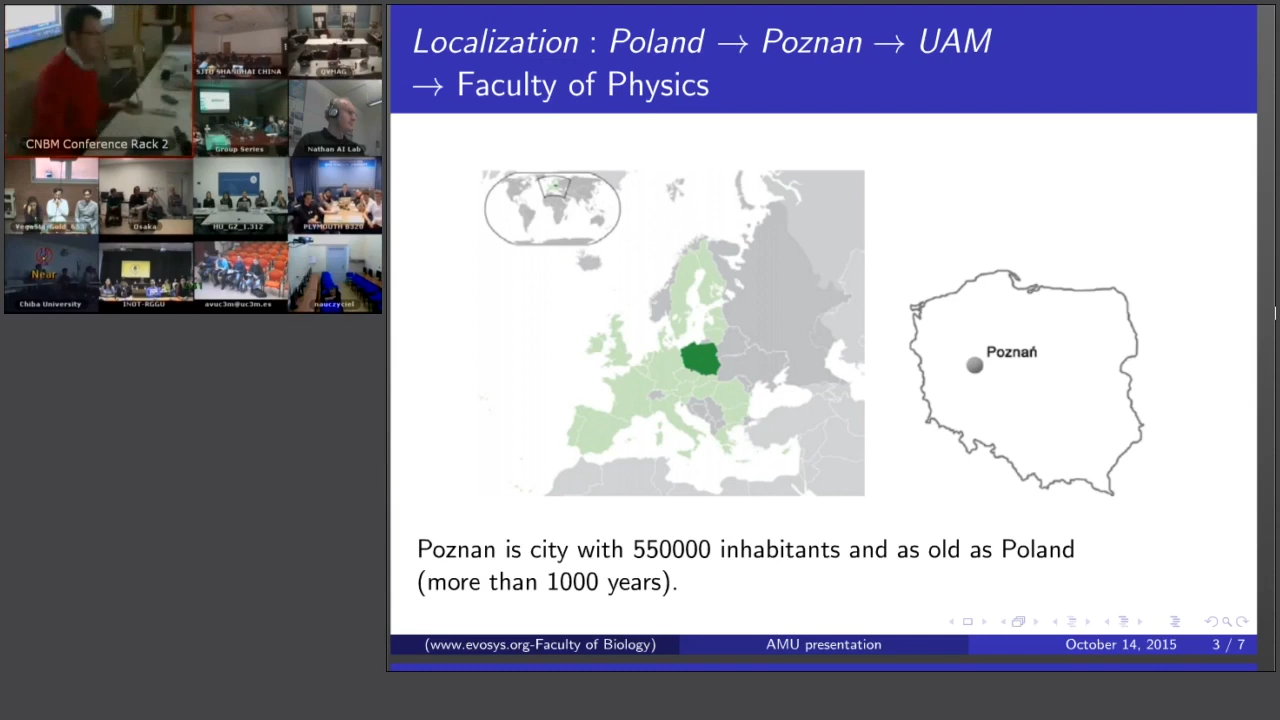 Localization : Poland → Poznan → UAM
→ Faculty of Physics
SJTU SHANGHAI CHINA
CNBM Conference Rack 2
Group Series
Nathan AI Lab
Osaka
HU_G2_1.312
PLYMOUTH B328
Near
Chiba University
INOT-RGGU
avuc3m@uc3m.es
nauczyciel
Poznań
Poznan is city with 550000 inhabitants and as old as Poland
(more than 1000 years).
(www.evosys.org-Faculty of Biology)
AMU presentation
October 14, 2015
3 / 7